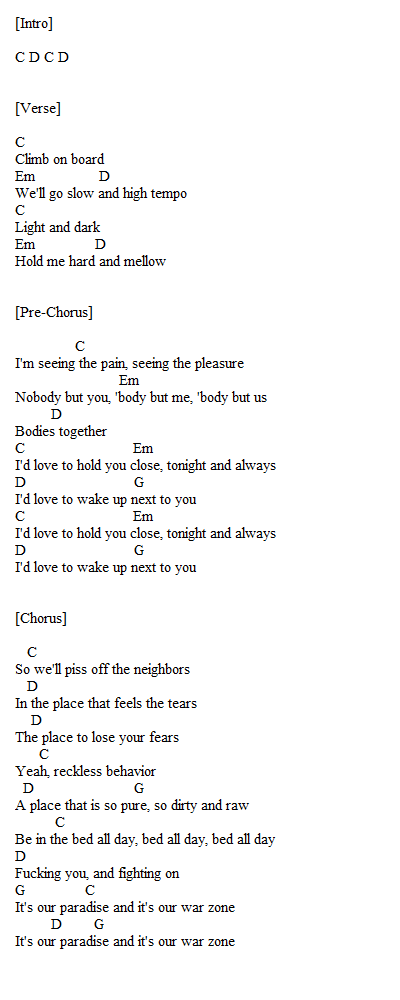 [Intro]
C D C D
[Verse]
C
Climb on board
Em D
We'll go slow and high tempo
C
Light and dark
Em D
Hold me hard and mellow
[Pre-Chorus]
C
I'm seeing the pain, seeing the pleasure
Em
Nobody but you, 'body but me, 'body but us
D
Bodies together
C Em
I'd love to hold you close, tonight and always
D G
I'd love to wake up next to you
C Em
I'd love to hold you close, tonight and always
D G
I'd love to wake up next to you
[Chorus]
C
So we'll piss off the neighbors
D
In the place that feels the tears
D
The place to lose your fears
C
Yeah, reckless behavior
D G
A place that is so pure, so dirty and raw
C
Be in the bed all day, bed all day, bed all day
D
Fucking you, and fighting on
G C
It's our paradise and it's our war zone
D G
It's our paradise and it's our war zone